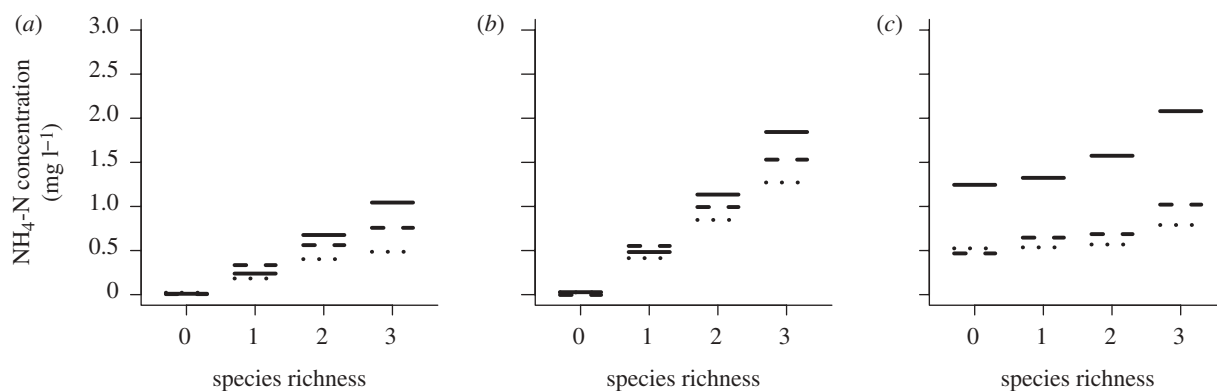 (a)
3.0
2.5
2.0
1.5
1.0
0.5
0
NH₄-N concentration
(mg l⁻¹)
0 1 2 3
species richness
(b)
0 1 2 3
species richness
(c)
0 1 2 3
species richness